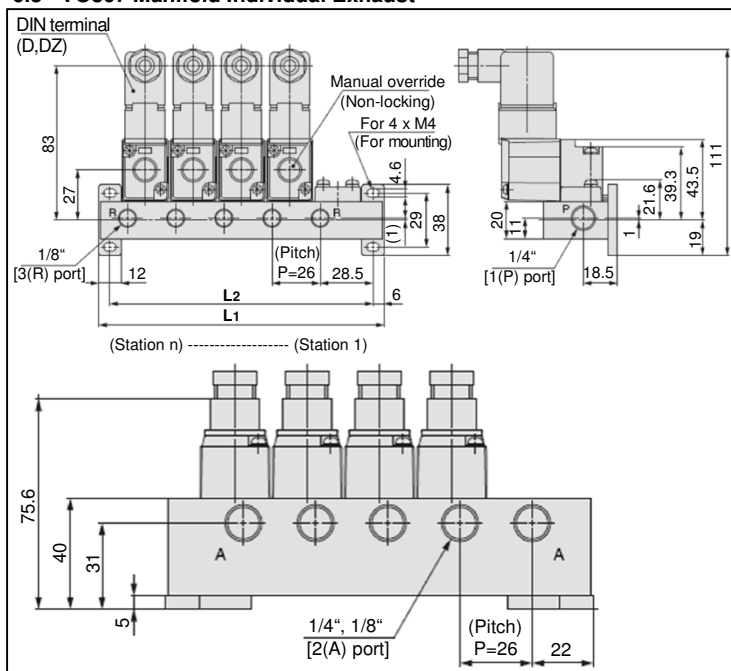 DIN terminal
(D,DZ)
Manual override
(Non-locking)
For 4 x M4
(For mounting)
83
27
4.6
R
R
(1)
29
38
1/8“
[3(R) port]
12
(Pitch)
P=26
28.5
L2
6
L1
(Station n) ------------------- (Station 1)
P
20
11
1/4“
[1(P) port]
18.5
1
21.6
39.3
43.5
111
19
75.6
40
31
5
A
A
1/4“, 1/8“
[2(A) port]
(Pitch)
P=26
22